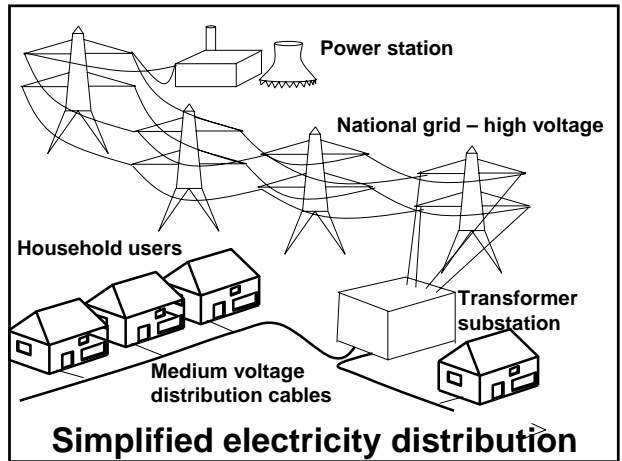 Power station
National grid – high voltage
Household users
Transformer
substation
Medium voltage
distribution cables
Simplified electricity distribution